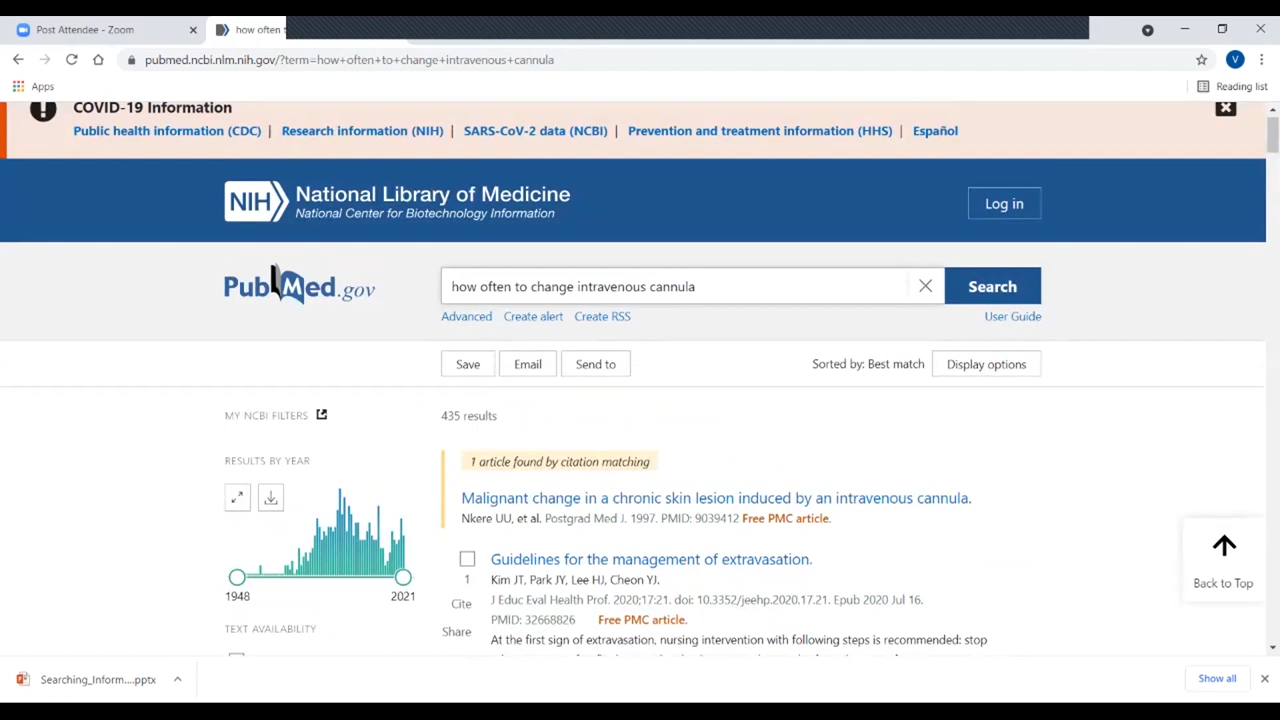 Post Attendee - Zoom
how often t
pubmed.ncbi.nlm.nih.gov/?term=how+often+to+change+intravenous+cannula
V
Apps
Reading list
COVID-19 Information
Public health information (CDC) | Research information (NIH) | SARS-CoV-2 data (NCBI) | Prevention and treatment information (HHS) | Español
NIH National Library of Medicine
National Center for Biotechnology Information
Log in
PubMed.gov
how often to change intravenous cannula
Search
Advanced Create alert Create RSS
User Guide
Save Email Send to
Sorted by: Best match Display options
MY NCBI FILTERS
435 results
RESULTS BY YEAR
1948 2021
TEXT AVAILABILITY
1 article found by citation matching
Malignant change in a chronic skin lesion induced by an intravenous cannula.
Nkere UU, et al. Postgrad Med J. 1997. PMID: 9039412 Free PMC article.
Guidelines for the management of extravasation.
1
Kim JT, Park JY, Lee HJ, Cheon YJ.
Cite
J Educ Eval Health Prof. 2020;17:21. doi: 10.3352/jeehp.2020.17.21. Epub 2020 Jul 16.
PMID: 32668826 Free PMC article.
Share
At the first sign of extravasation, nursing intervention with following steps is recommended: stop
Back to Top
Searching_Inform....pptx
Show all